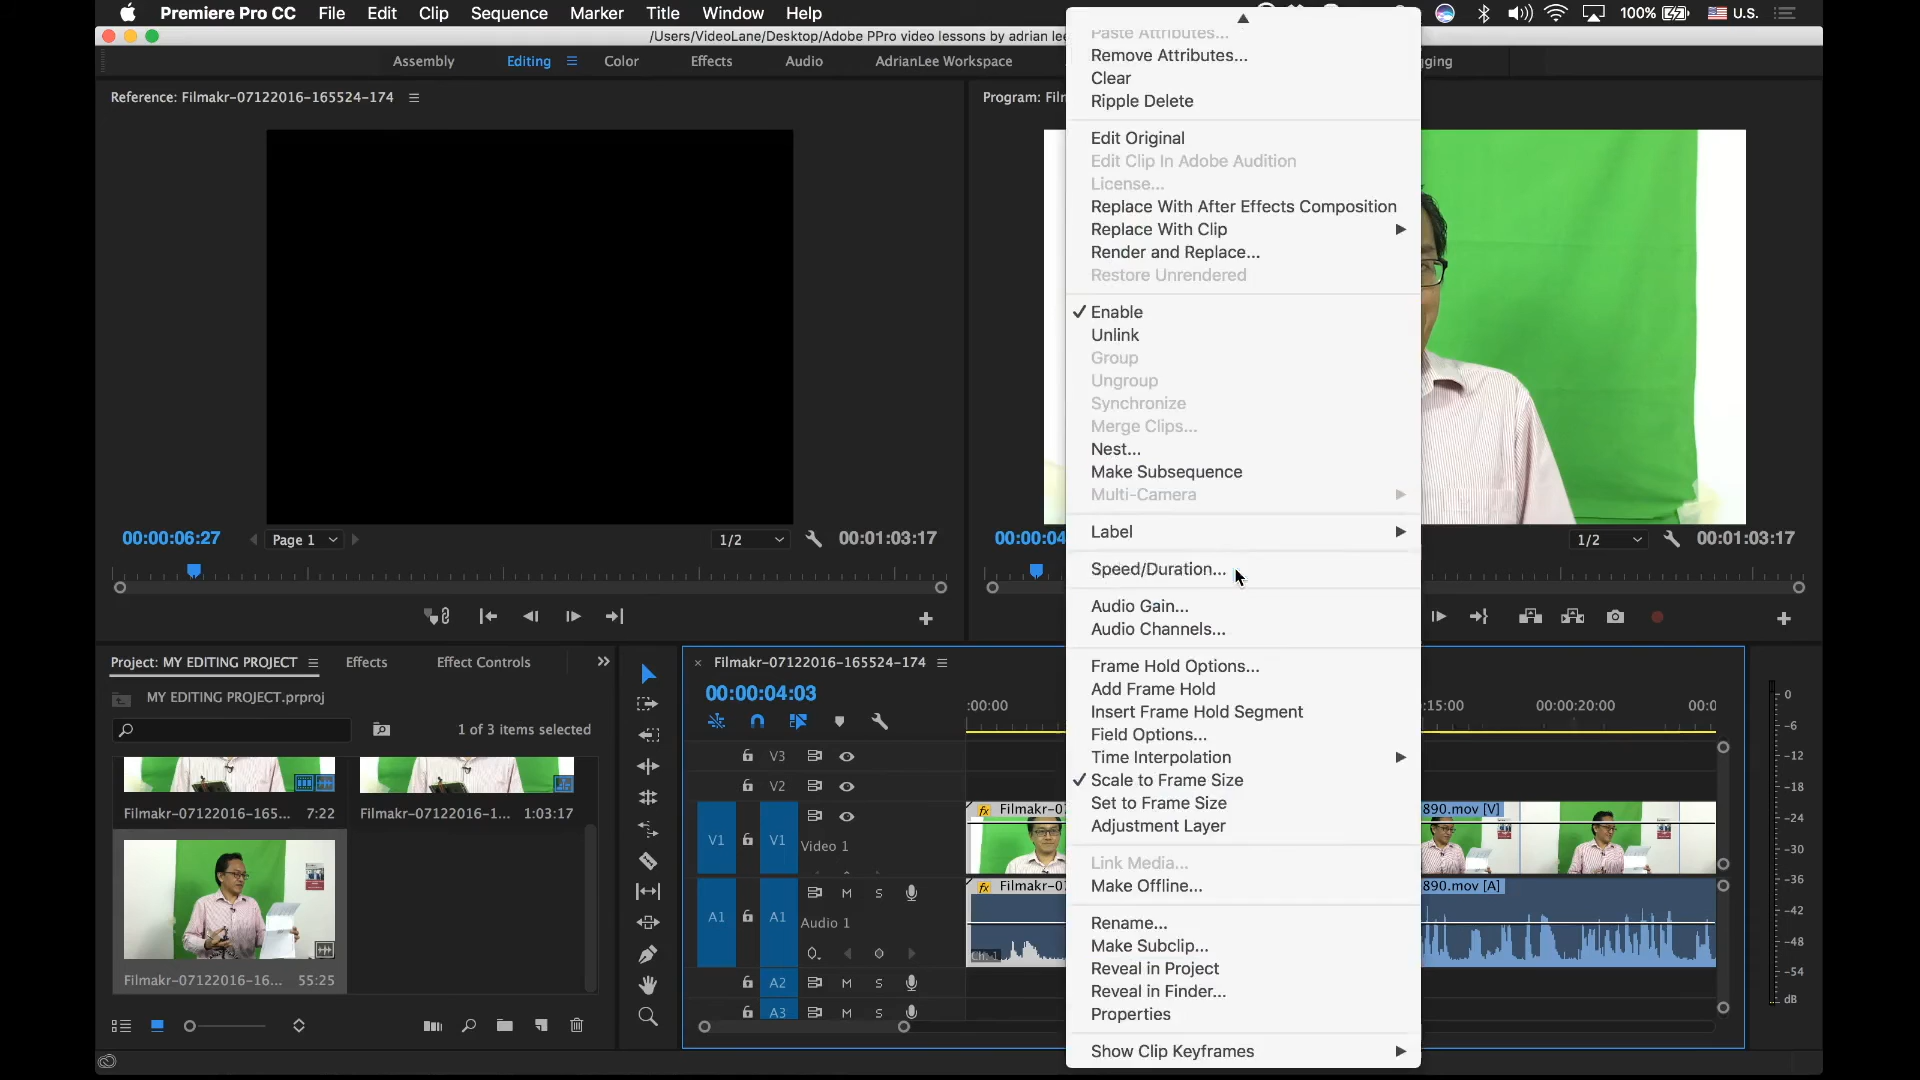 Premiere Pro CC File Edit Clip Sequence Marker Title Window Help 100% U.S.
/Users/VideoLane/Desktop/Adobe PPro video lessons by adrian lee
Assembly Editing Color Effects Audio AdrianLee Workspace
Reference: Filmakr-07122016-165524-174
Program: Film
00:00:06:27 Page 1 1/2 00:01:03:17
00:00:04 1/2 00:01:03:17
Paste Attributes...
Remove Attributes...
Clear
Ripple Delete
Edit Original
Edit Clip In Adobe Audition
License...
Replace With After Effects Composition
Replace With Clip
Render and Replace...
Restore Unrendered
Enable
Unlink
Group
Ungroup
Synchronize
Merge Clips...
Nest...
Make Subsequence
Multi-Camera
Label
Speed/Duration...
Audio Gain...
Audio Channels...
Frame Hold Options...
Add Frame Hold
Insert Frame Hold Segment
Field Options...
Time Interpolation
Scale to Frame Size
Set to Frame Size
Adjustment Layer
Link Media...
Make Offline...
Rename...
Make Subclip...
Reveal in Project
Reveal in Finder...
Properties
Show Clip Keyframes
Project: MY EDITING PROJECT Effects Effect Controls
MY EDITING PROJECT.prproj
1 of 3 items selected
Filmakr-07122016-165... 7:22 Filmakr-07122016-1... 1:03:17
Filmakr-07122016-16... 55:25
Filmakr-07122016-165524-174
00:00:04:03
:00:00 :15:00 00:00:20:00 00:0
V3
V2
V1 V1 Video 1
Filmakr-0 890.mov [V]
A1 A1 M S Audio 1
Filmakr-0 890.mov [A]
Ch. 1
A2 M S
A3 M S
0
-6
-12
-18
-24
-30
-36
-42
-48
-54
dB